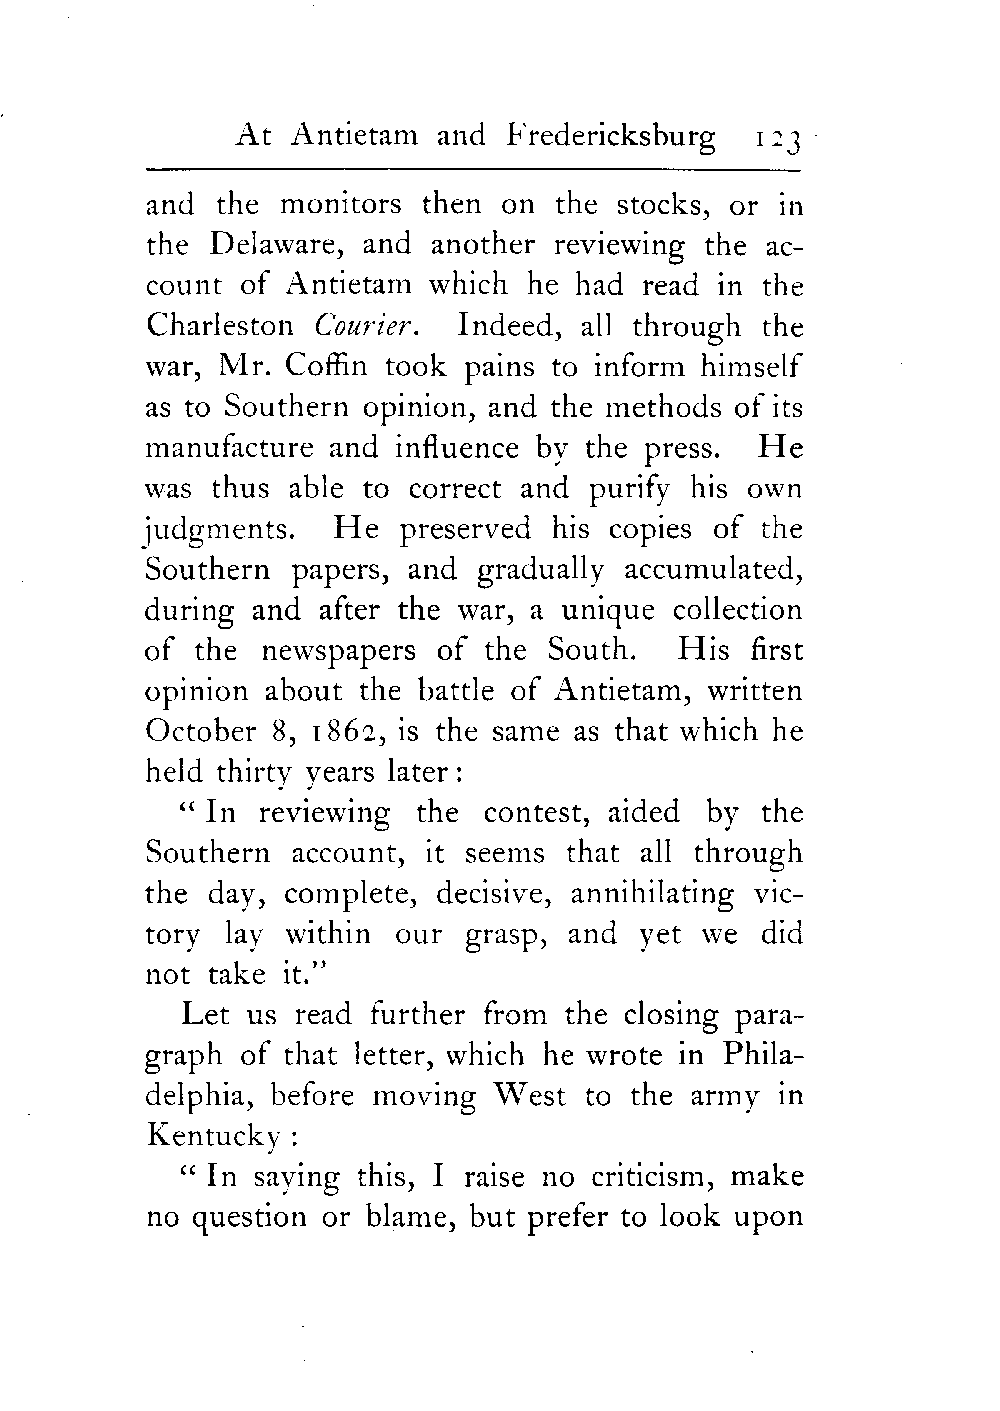 At Antietam and Fredericksburg 123
and the monitors then on the stocks, or in
the Delaware, and another reviewing the ac-
count of Antietam which he had read in the
Charleston Courier. Indeed, all through the
war, Mr. Coffin took pains to inform himself
as to Southern opinion, and the methods of its
manufacture and influence by the press. He
was thus able to correct and purify his own
judgments. He preserved his copies of the
Southern papers, and gradually accumulated,
during and after the war, a unique collection
of the newspapers of the South. His first
opinion about the battle of Antietam, written
October 8, 1862, is the same as that which he
held thirty years later:
“ In reviewing the contest, aided by the
Southern account, it seems that all through
the day, complete, decisive, annihilating vic-
tory lay within our grasp, and yet we did
not take it.”
Let us read further from the closing para-
graph of that letter, which he wrote in Phila-
delphia, before moving West to the army in
Kentucky :
“ In saying this, I raise no criticism, make
no question or blame, but prefer to look upon